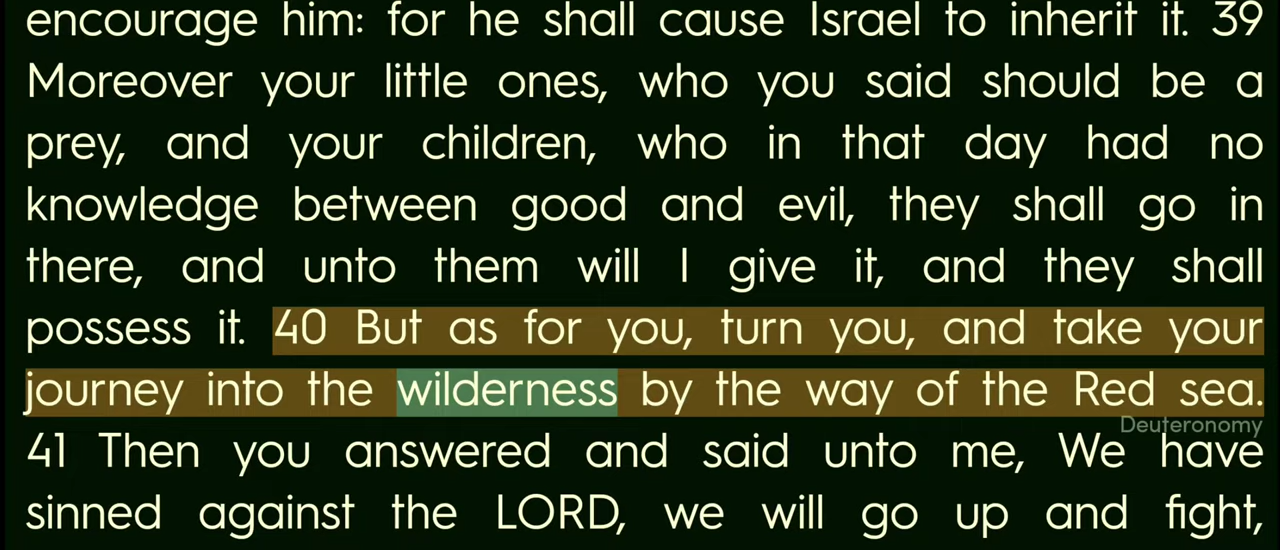 encourage him: for he shall cause Israel to inherit it. 39
Moreover your little ones, who you said should be a
prey, and your children, who in that day had no
knowledge between good and evil, they shall go in
there, and unto them will I give it, and they shall
possess it. 40 But as for you, turn you, and take your
journey into the wilderness by the way of the Red sea.
Deuteronomy
41 Then you answered and said unto me, We have
sinned against the LORD, we will go up and fight,